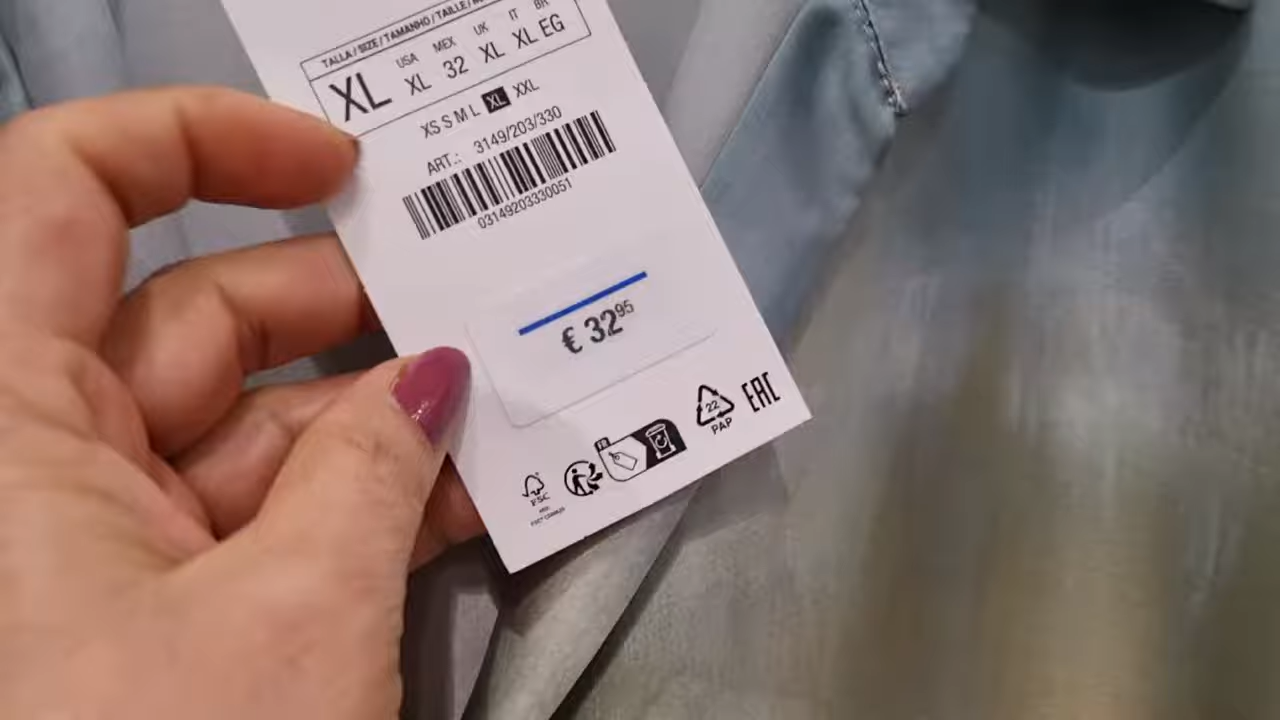 TALLA / SIZE / TAMANHO / TAILLE /
USA MEX UK IT BR
XL XL 32 XL XL EG
XS S M L XL XXL
ART.: 3149/203/330
03149203330051
€ 32 95
FR
22
PAP
EAC
FSC